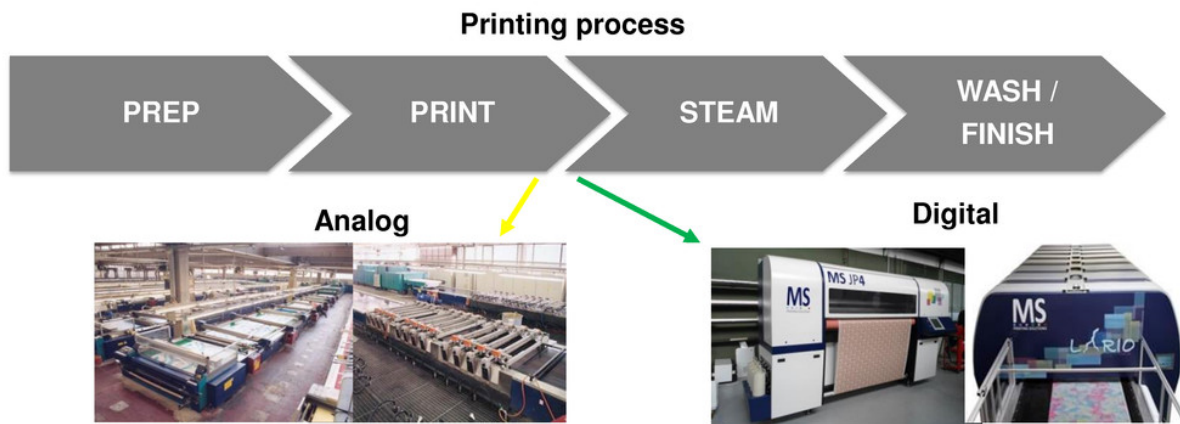 Printing process
PREP
PRINT
STEAM
WASH /
FINISH
Analog
Digital
MS JP4
MS
MS
LARIO